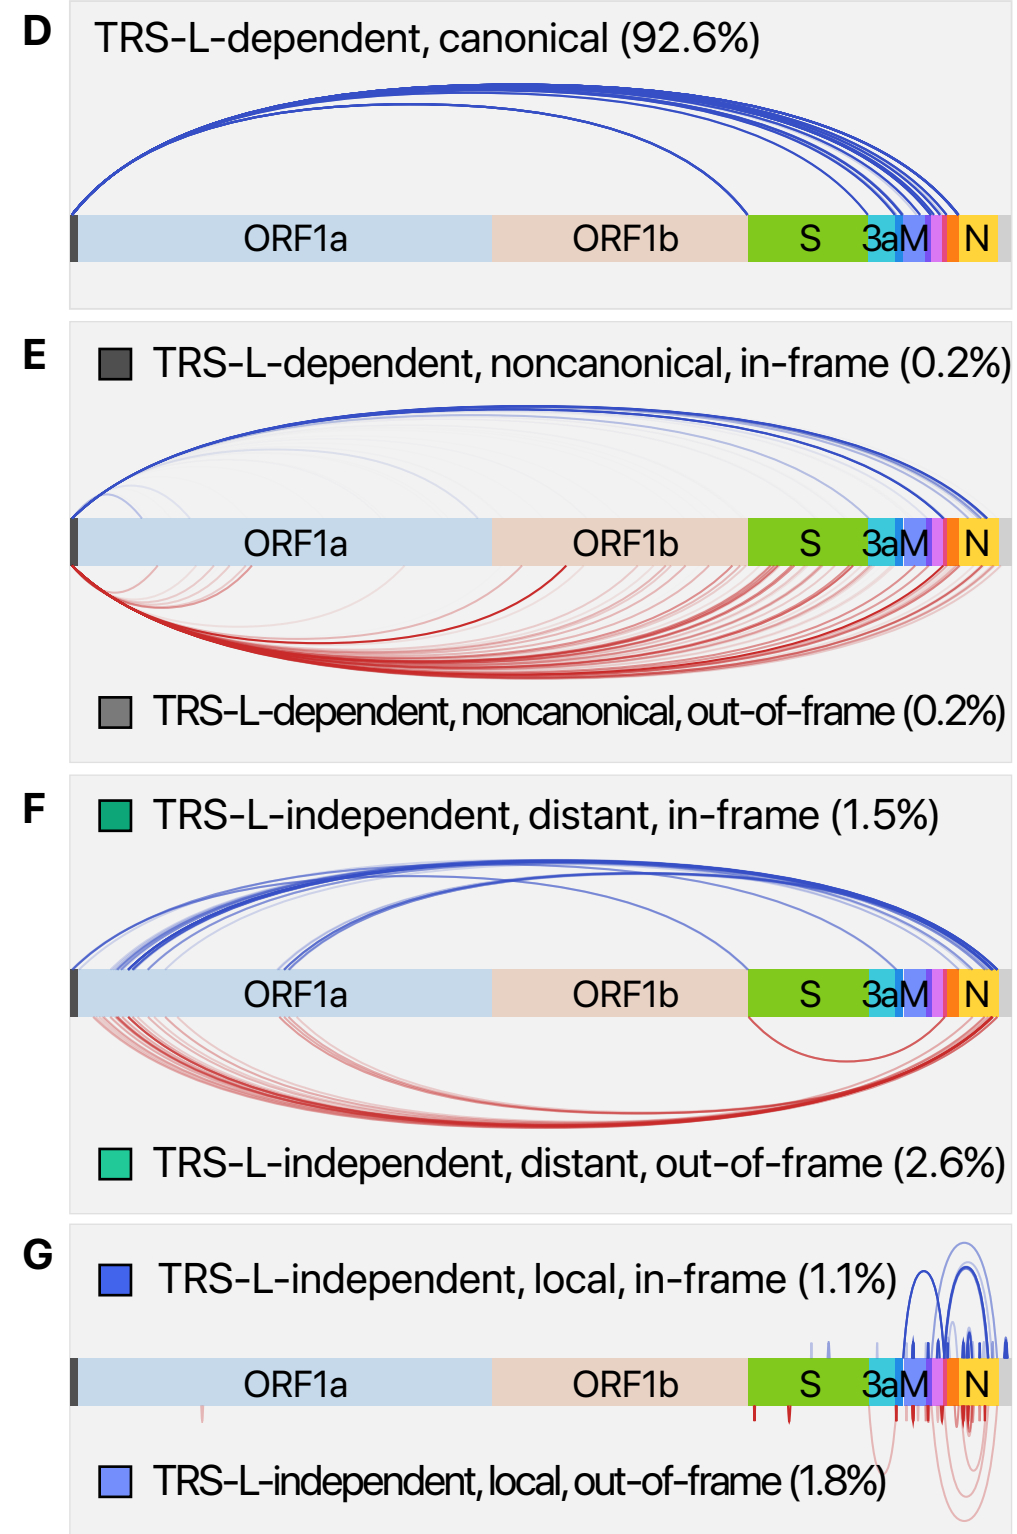 D
TRS-L-dependent, canonical (92.6%)
ORF1a ORF1b S 3a M N
E
TRS-L-dependent, noncanonical, in-frame (0.2%)
ORF1a ORF1b S 3a M N
TRS-L-dependent, noncanonical, out-of-frame (0.2%)
F
TRS-L-independent, distant, in-frame (1.5%)
ORF1a ORF1b S 3a M N
TRS-L-independent, distant, out-of-frame (2.6%)
G
TRS-L-independent, local, in-frame (1.1%)
ORF1a ORF1b S 3a M N
TRS-L-independent, local, out-of-frame (1.8%)